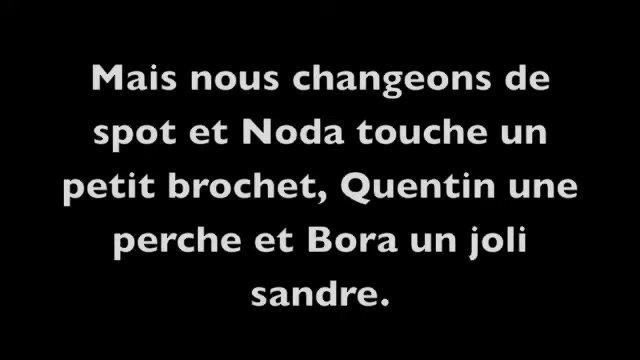 Mais nous changeons de
spot et Noda touche un
petit brochet, Quentin une
perche et Bora un joli
sandre.